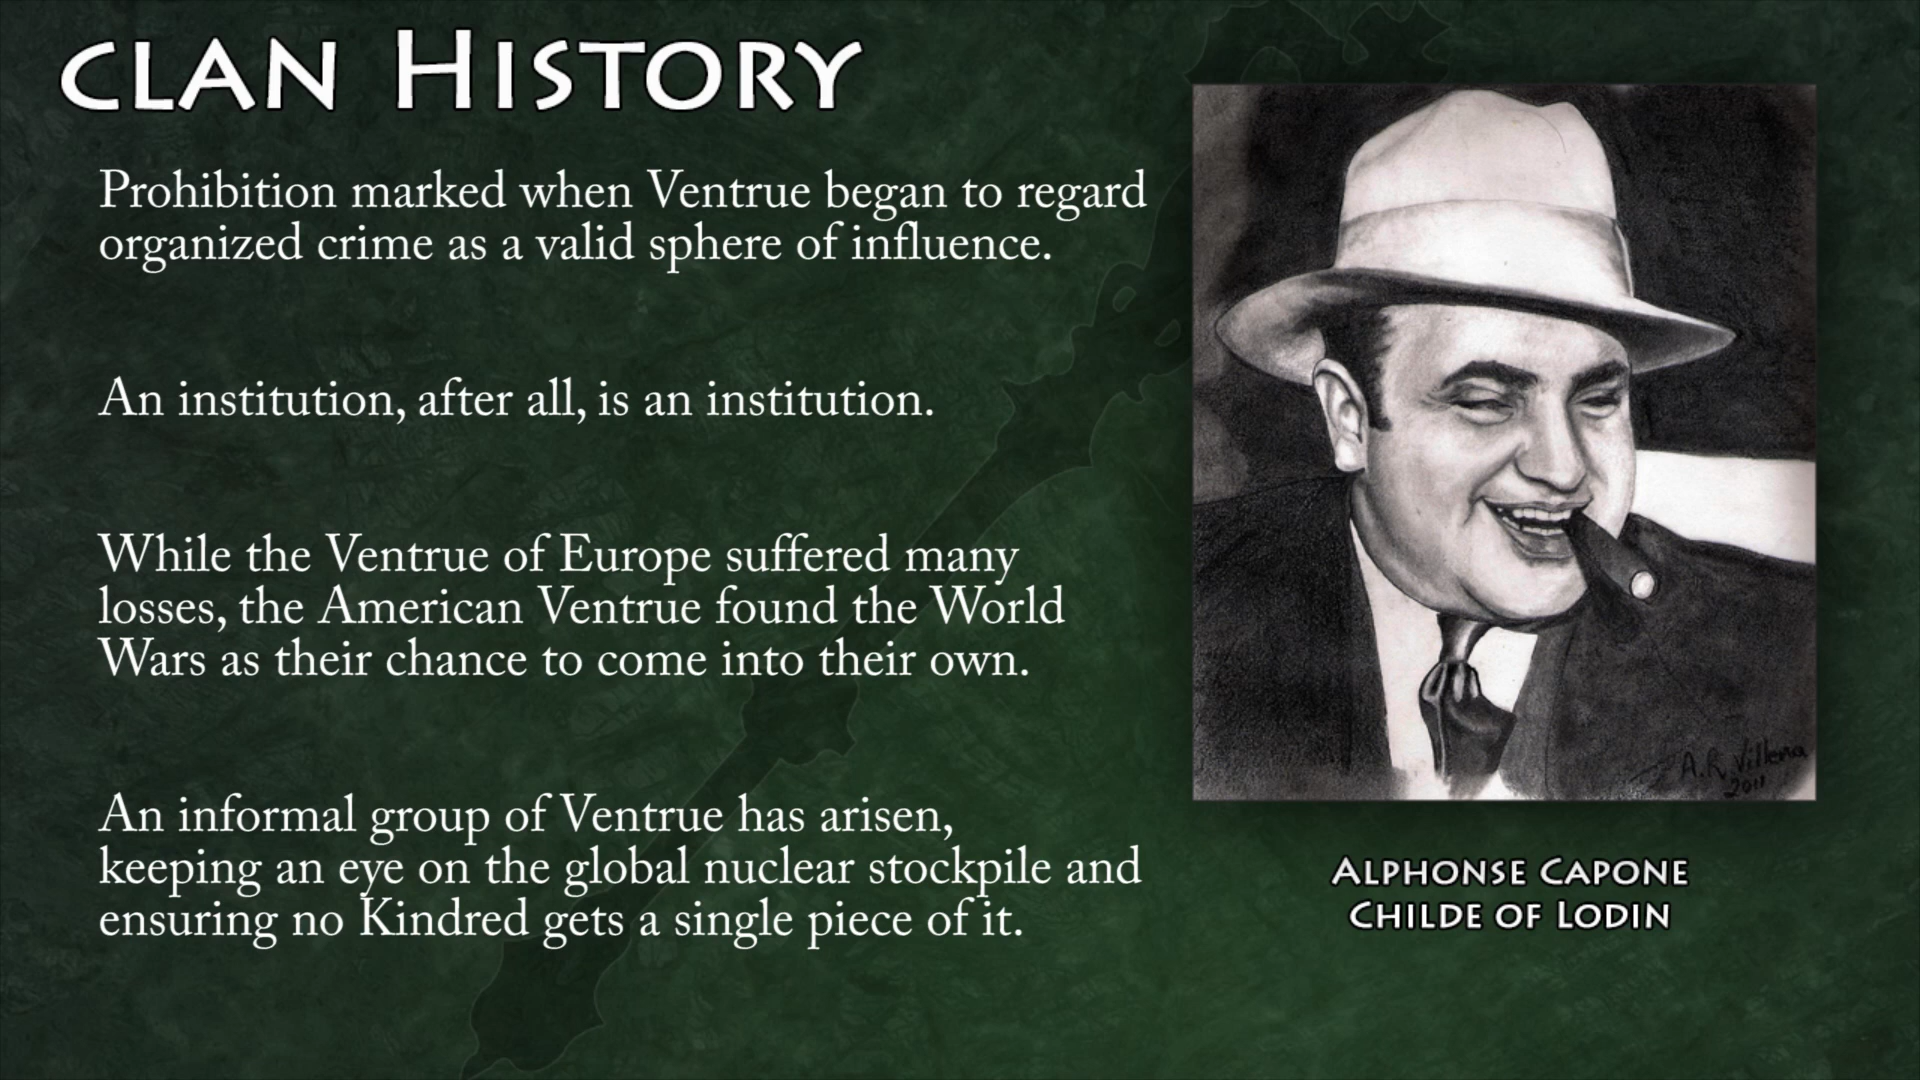 CLAN HISTORY
Prohibition marked when Ventrue began to regard
organized crime as a valid sphere of influence.
An institution, after all, is an institution.
While the Ventrue of Europe suffered many
losses, the American Ventrue found the World
Wars as their chance to come into their own.
An informal group of Ventrue has arisen,
keeping an eye on the global nuclear stockpile and
ensuring no Kindred gets a single piece of it.
A. R. Villena
2011
ALPHONSE CAPONE
CHILDE OF LODIN